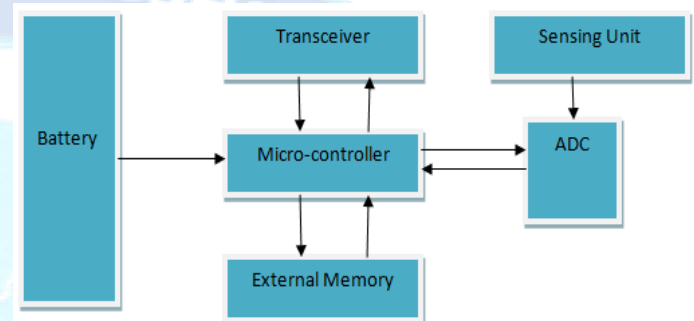 Transceiver
Sensing Unit
Battery
Micro-controller
ADC
External Memory